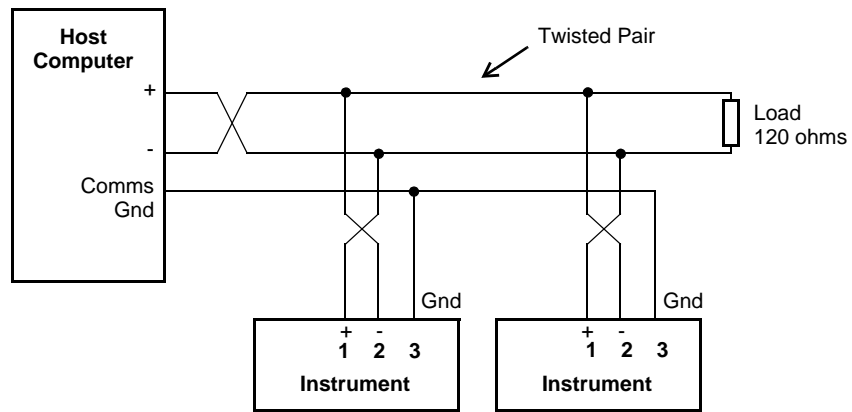 Host
Computer
Twisted Pair
+
-
Load
120 ohms
Comms
Gnd
Gnd
+ -
1 2 3
Instrument
Gnd
+ -
1 2 3
Instrument